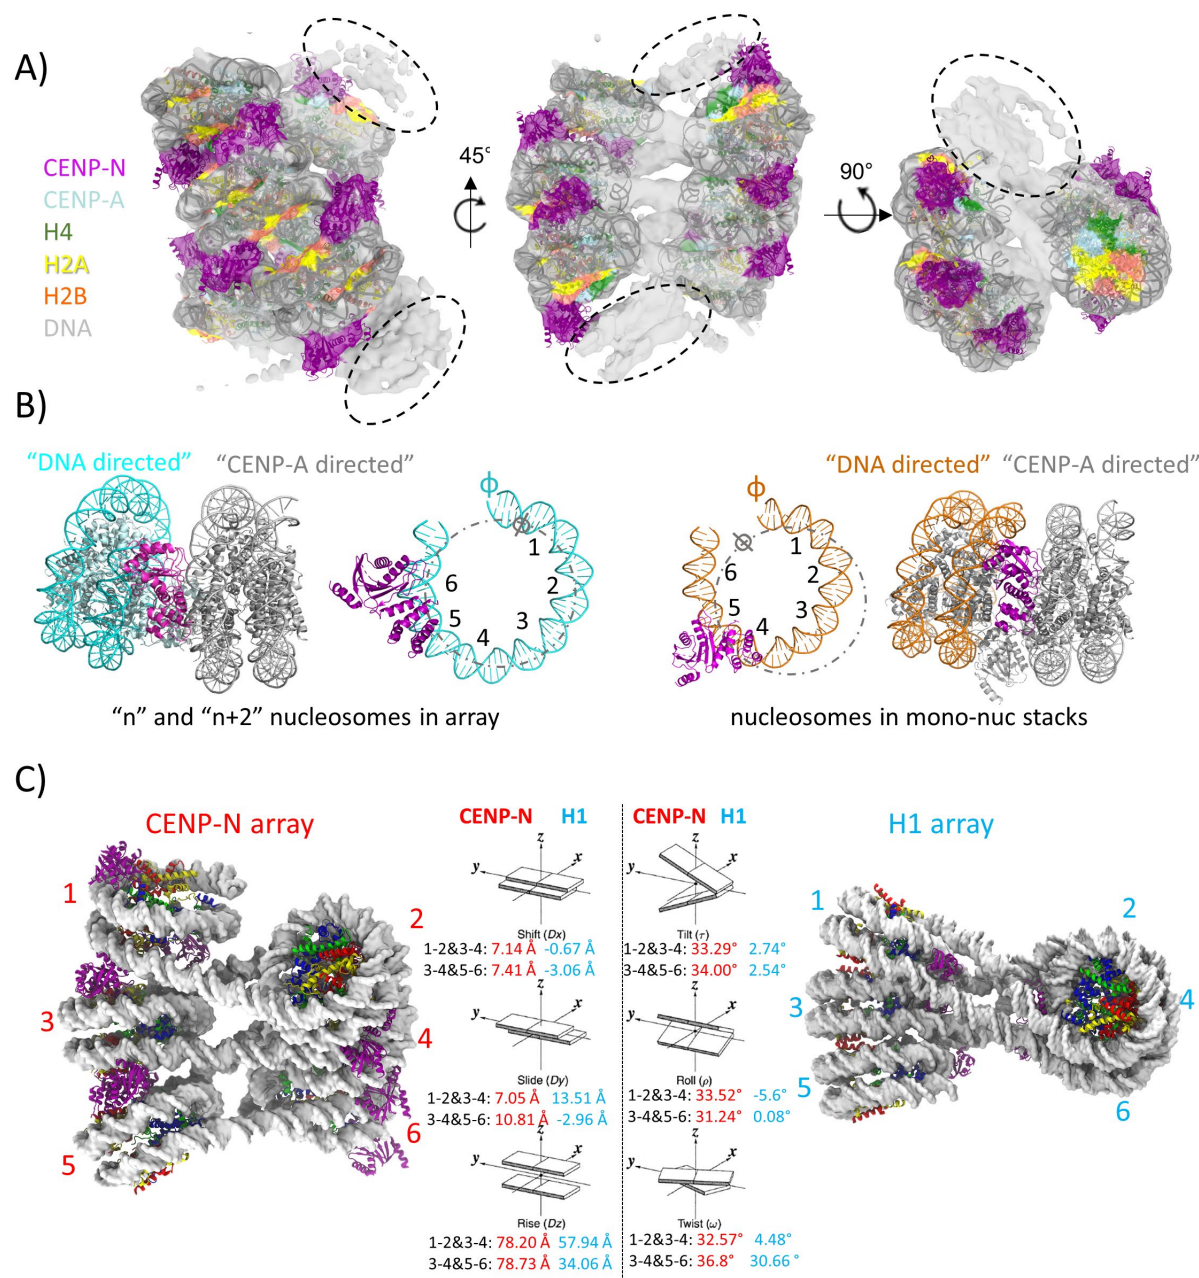 A)
CENP-N
CENP-A
H4
H2A
H2B
DNA
45°
90°
B)
“DNA directed” “CENP-A directed”
ϕ
ϕ
1
2
3
4
5
6
“n” and “n+2” nucleosomes in array
“DNA directed” “CENP-A directed”
ϕ
ϕ
1
2
3
4
5
6
nucleosomes in mono-nuc stacks
C)
CENP-N array
1
2
3
4
5
6
CENP-N H1
z
y x
Shift (Dx)
1-2&3-4: 7.14 Å -0.67 Å
3-4&5-6: 7.41 Å -3.06 Å
z
y x
Slide (Dy)
1-2&3-4: 7.05 Å 13.51 Å
3-4&5-6: 10.81 Å -2.96 Å
z
y x
Rise (Dz)
1-2&3-4: 78.20 Å 57.94 Å
3-4&5-6: 78.73 Å 34.06 Å
CENP-N H1
z
y x
Tilt (τ)
1-2&3-4: 33.29° 2.74°
3-4&5-6: 34.00° 2.54°
z
y x
Roll (ρ)
1-2&3-4: 33.52° -5.6°
3-4&5-6: 31.24° 0.08°
z
y x
Twist (ω)
1-2&3-4: 32.57° 4.48°
3-4&5-6: 36.8° 30.66 °
H1 array
1
2
3
4
5
6